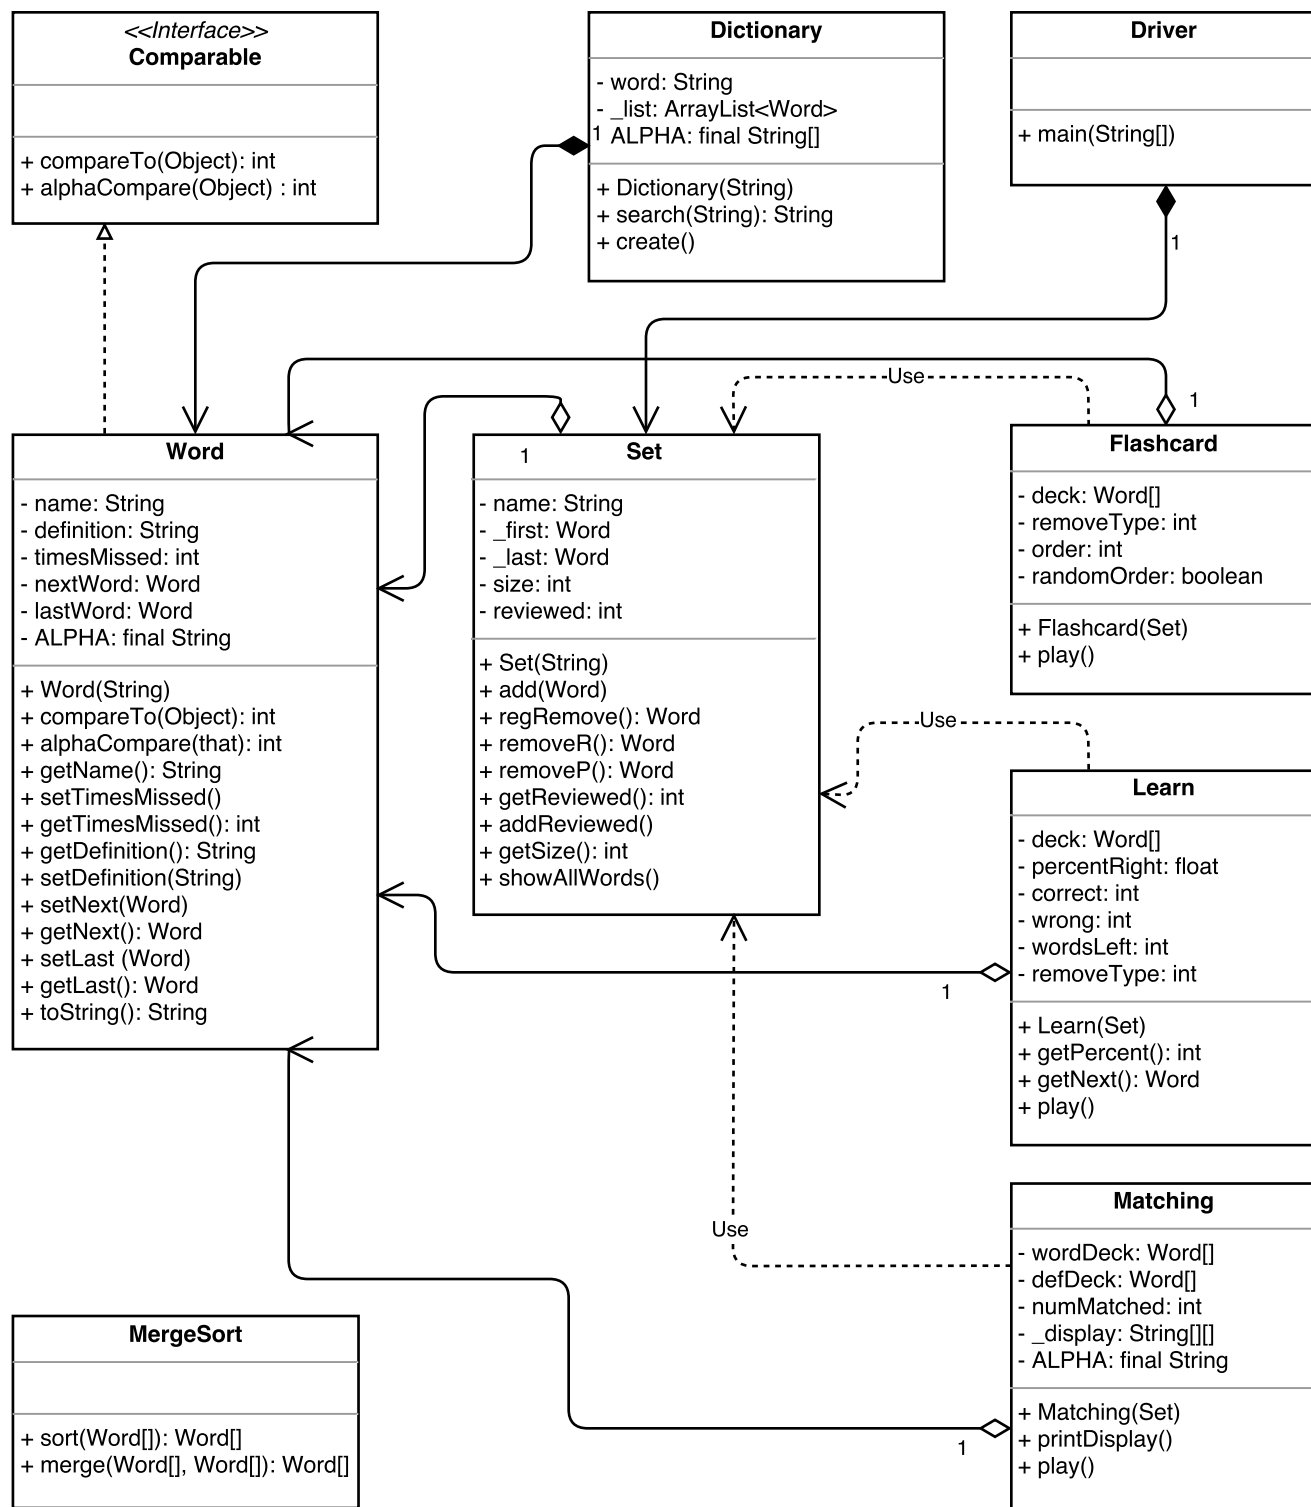 <<Interface>>
Comparable
+ compareTo(Object): int
+ alphaCompare(Object) : int
Dictionary
- word: String
- _list: ArrayList<Word>
1 ALPHA: final String[]
+ Dictionary(String)
+ search(String): String
+ create()
Driver
+ main(String[])
1
Use
1
Word
- name: String
- definition: String
- timesMissed: int
- nextWord: Word
- lastWord: Word
- ALPHA: final String
+ Word(String)
+ compareTo(Object): int
+ alphaCompare(that): int
+ getName(): String
+ setTimesMissed()
+ getTimesMissed(): int
+ getDefinition(): String
+ setDefinition(String)
+ setNext(Word)
+ getNext(): Word
+ setLast (Word)
+ getLast(): Word
+ toString(): String
1
Set
- name: String
- _first: Word
- _last: Word
- size: int
- reviewed: int
+ Set(String)
+ add(Word)
+ regRemove(): Word
+ removeR(): Word
+ removeP(): Word
+ getReviewed(): int
+ addReviewed()
+ getSize(): int
+ showAllWords()
Flashcard
- deck: Word[]
- removeType: int
- order: int
- randomOrder: boolean
+ Flashcard(Set)
+ play()
Use
Learn
- deck: Word[]
- percentRight: float
- correct: int
- wrong: int
- wordsLeft: int
- removeType: int
+ Learn(Set)
+ getPercent(): int
+ getNext(): Word
+ play()
1
Use
Matching
- wordDeck: Word[]
- defDeck: Word[]
- numMatched: int
- _display: String[][]
- ALPHA: final String
+ Matching(Set)
+ printDisplay()
+ play()
1
MergeSort
+ sort(Word[]): Word[]
+ merge(Word[], Word[]): Word[]